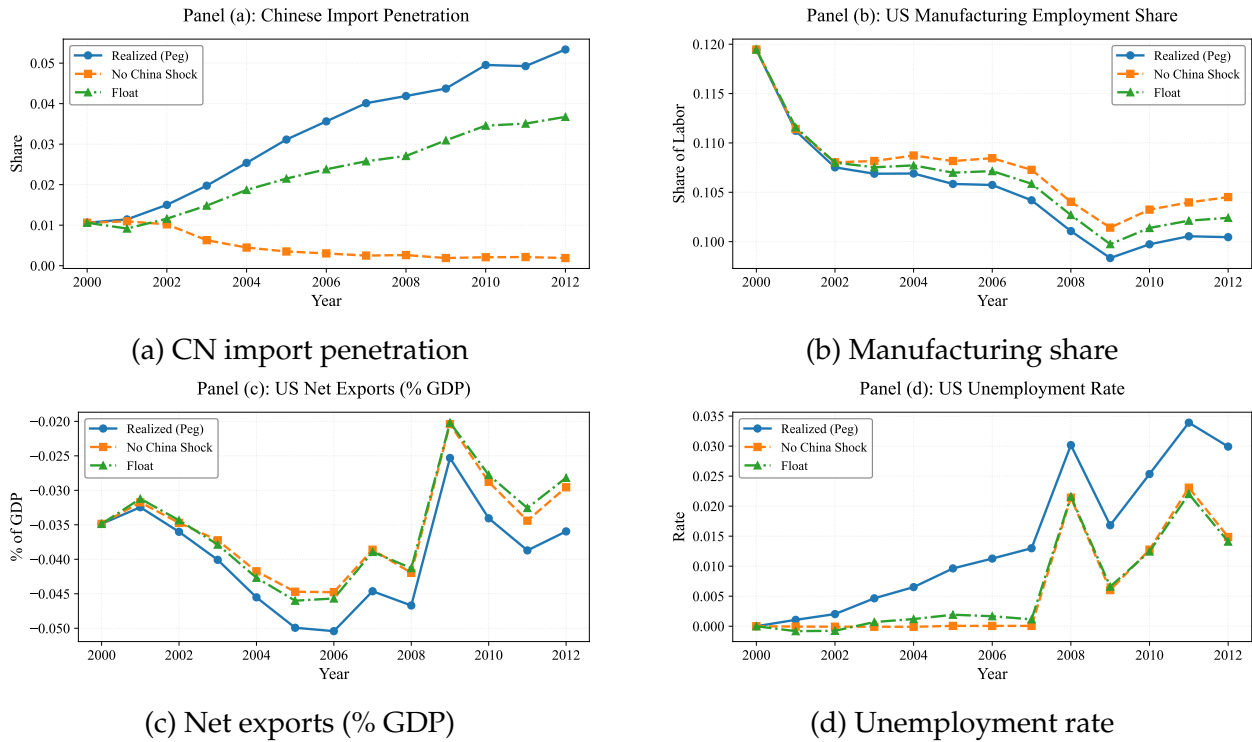 Panel (a): Chinese Import Penetration
Realized (Peg)
No China Shock
Float
Share
0.05
0.04
0.03
0.02
0.01
0.00
2000 2002 2004 2006 2008 2010 2012
Year
(a) CN import penetration
Panel (b): US Manufacturing Employment Share
Realized (Peg)
No China Shock
Float
Share of Labor
0.120
0.115
0.110
0.105
0.100
2000 2002 2004 2006 2008 2010 2012
Year
(b) Manufacturing share
Panel (c): US Net Exports (% GDP)
Realized (Peg)
No China Shock
Float
% of GDP
−0.020
−0.025
−0.030
−0.035
−0.040
−0.045
−0.050
2000 2002 2004 2006 2008 2010 2012
Year
(c) Net exports (% GDP)
Panel (d): US Unemployment Rate
Realized (Peg)
No China Shock
Float
Rate
0.035
0.030
0.025
0.020
0.015
0.010
0.005
0.000
2000 2002 2004 2006 2008 2010 2012
Year
(d) Unemployment rate